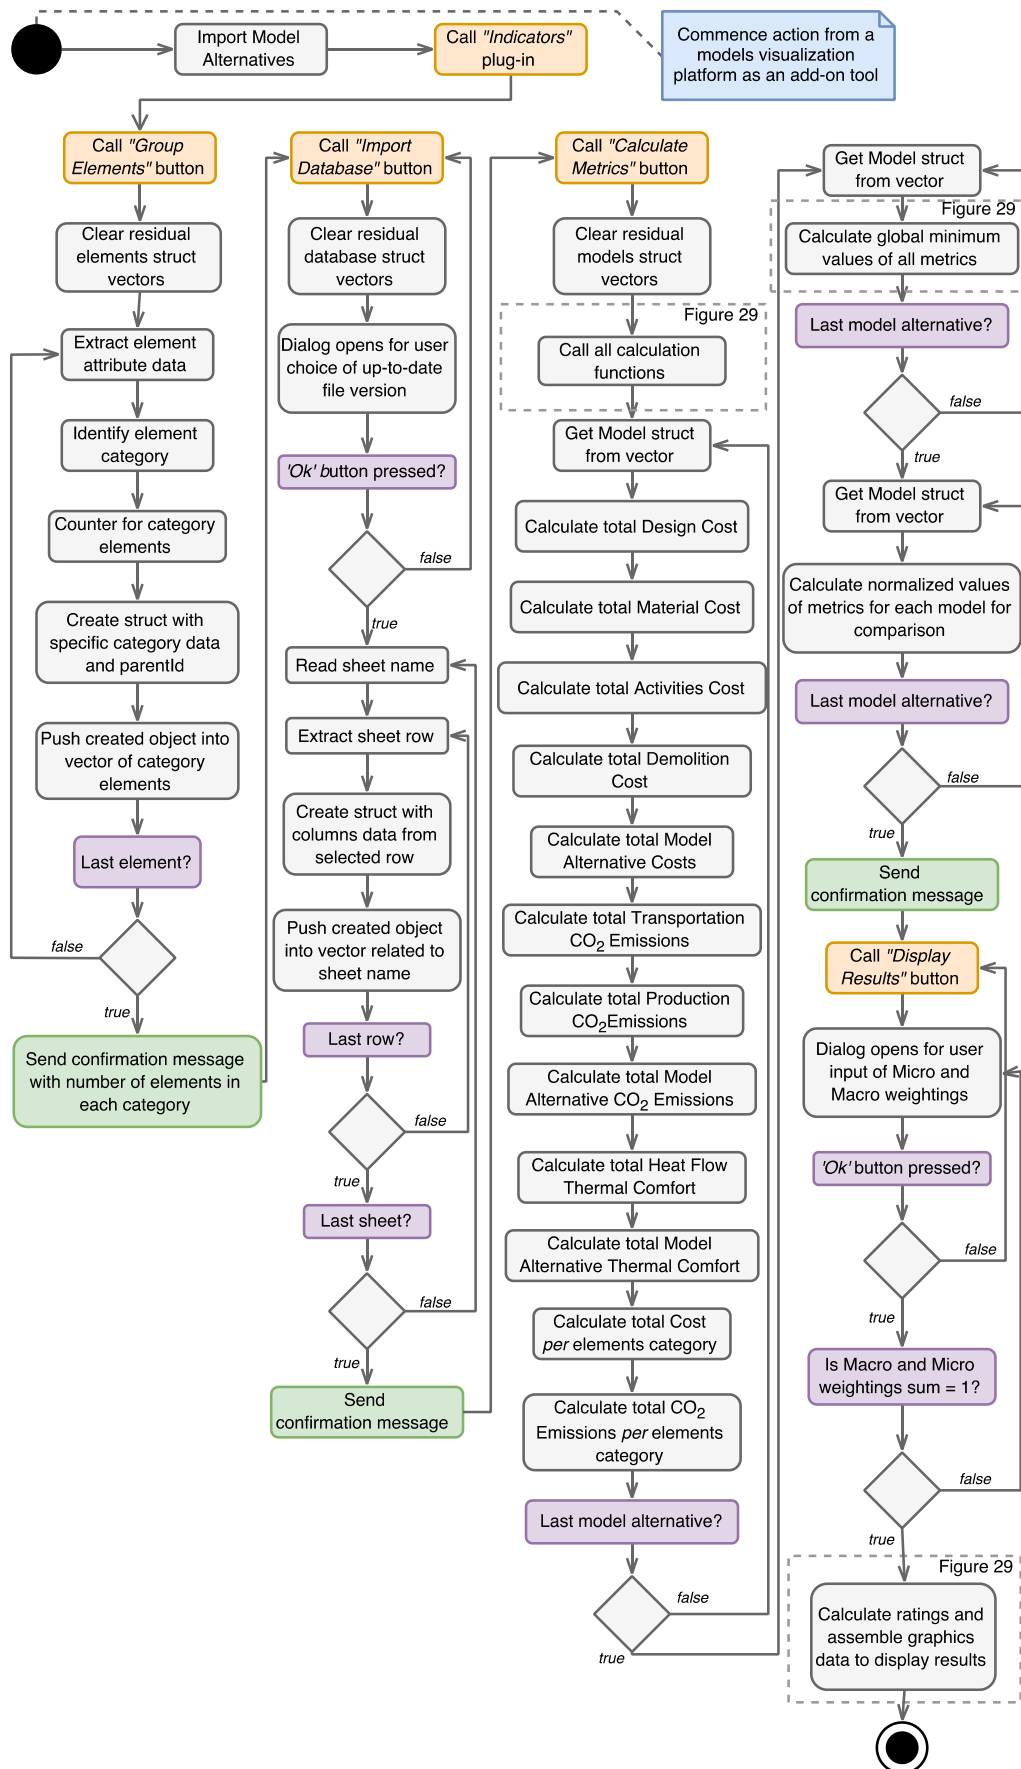 Import Model
Alternatives
Call "Indicators"
plug-in
Commence action from a
models visualization
platform as an add-on tool
Call "Group
Elements" button
Clear residual
elements struct
vectors
Extract element
attribute data
Identify element
category
Counter for category
elements
Create struct with
specific category data
and parentId
Push created object into
vector of category
elements
Last element?
false
true
Send confirmation message
with number of elements in
each category
Call "Import
Database" button
Clear residual
database struct
vectors
Dialog opens for user
choice of up-to-date
file version
'Ok' button pressed?
false
true
Read sheet name
Extract sheet row
Create struct with
columns data from
selected row
Push created object
into vector related to
sheet name
Last row?
false
true
Last sheet?
false
true
Send
confirmation message
Call "Calculate
Metrics" button
Clear residual
models struct
vectors
Figure 29
Call all calculation
functions
Get Model struct
from vector
Calculate total Design Cost
Calculate total Material Cost
Calculate total Activities Cost
Calculate total Demolition
Cost
Calculate total Model
Alternative Costs
Calculate total Transportation
CO2 Emissions
Calculate total Production
CO2Emissions
Calculate total Model
Alternative CO2 Emissions
Calculate total Heat Flow
Thermal Comfort
Calculate total Model
Alternative Thermal Comfort
Calculate total Cost
per elements category
Calculate total CO2
Emissions per elements
category
Last model alternative?
false
true
Get Model struct
from vector
Figure 29
Calculate global minimum
values of all metrics
Last model alternative?
false
true
Get Model struct
from vector
Calculate normalized values
of metrics for each model for
comparison
Last model alternative?
false
true
Send
confirmation message
Call "Display
Results" button
Dialog opens for user
input of Micro and
Macro weightings
'Ok' button pressed?
false
true
Is Macro and Micro
weightings sum = 1?
false
true
Figure 29
Calculate ratings and
assemble graphics
data to display results